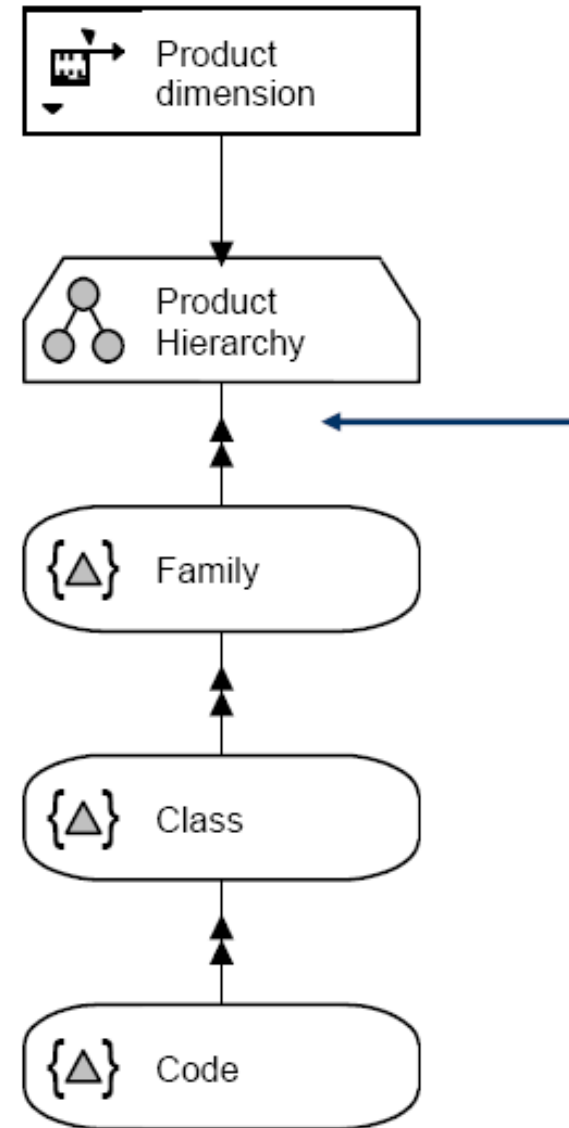 Product
dimension
Product
Hierarchy
Family
Class
Code